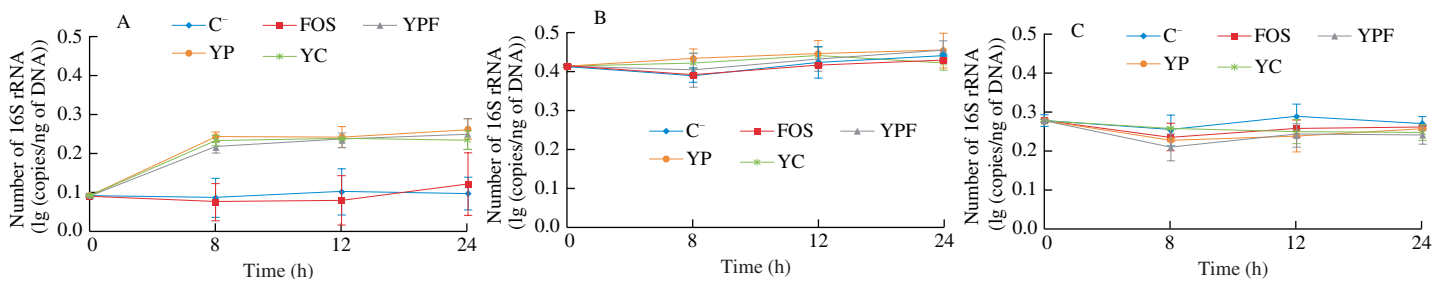 A
C⁻ FOS YPF
YP YC
0.5
0.4
0.3
0.2
0.1
0.0
0 8 12 24
Time (h)
Number of 16S rRNA
(lg (copies/ng of DNA))
B
0.5
0.4
0.3
0.2
0.1
0.0
C⁻ FOS YPF
YP YC
0 8 12 24
Time (h)
Number of 16S rRNA
(lg (copies/ng of DNA))
C
C⁻ FOS YPF
YP YC
0.5
0.4
0.3
0.2
0.1
0.0
0 8 12 24
Time (h)
Number of 16S rRNA
(lg (copies/ng of DNA))